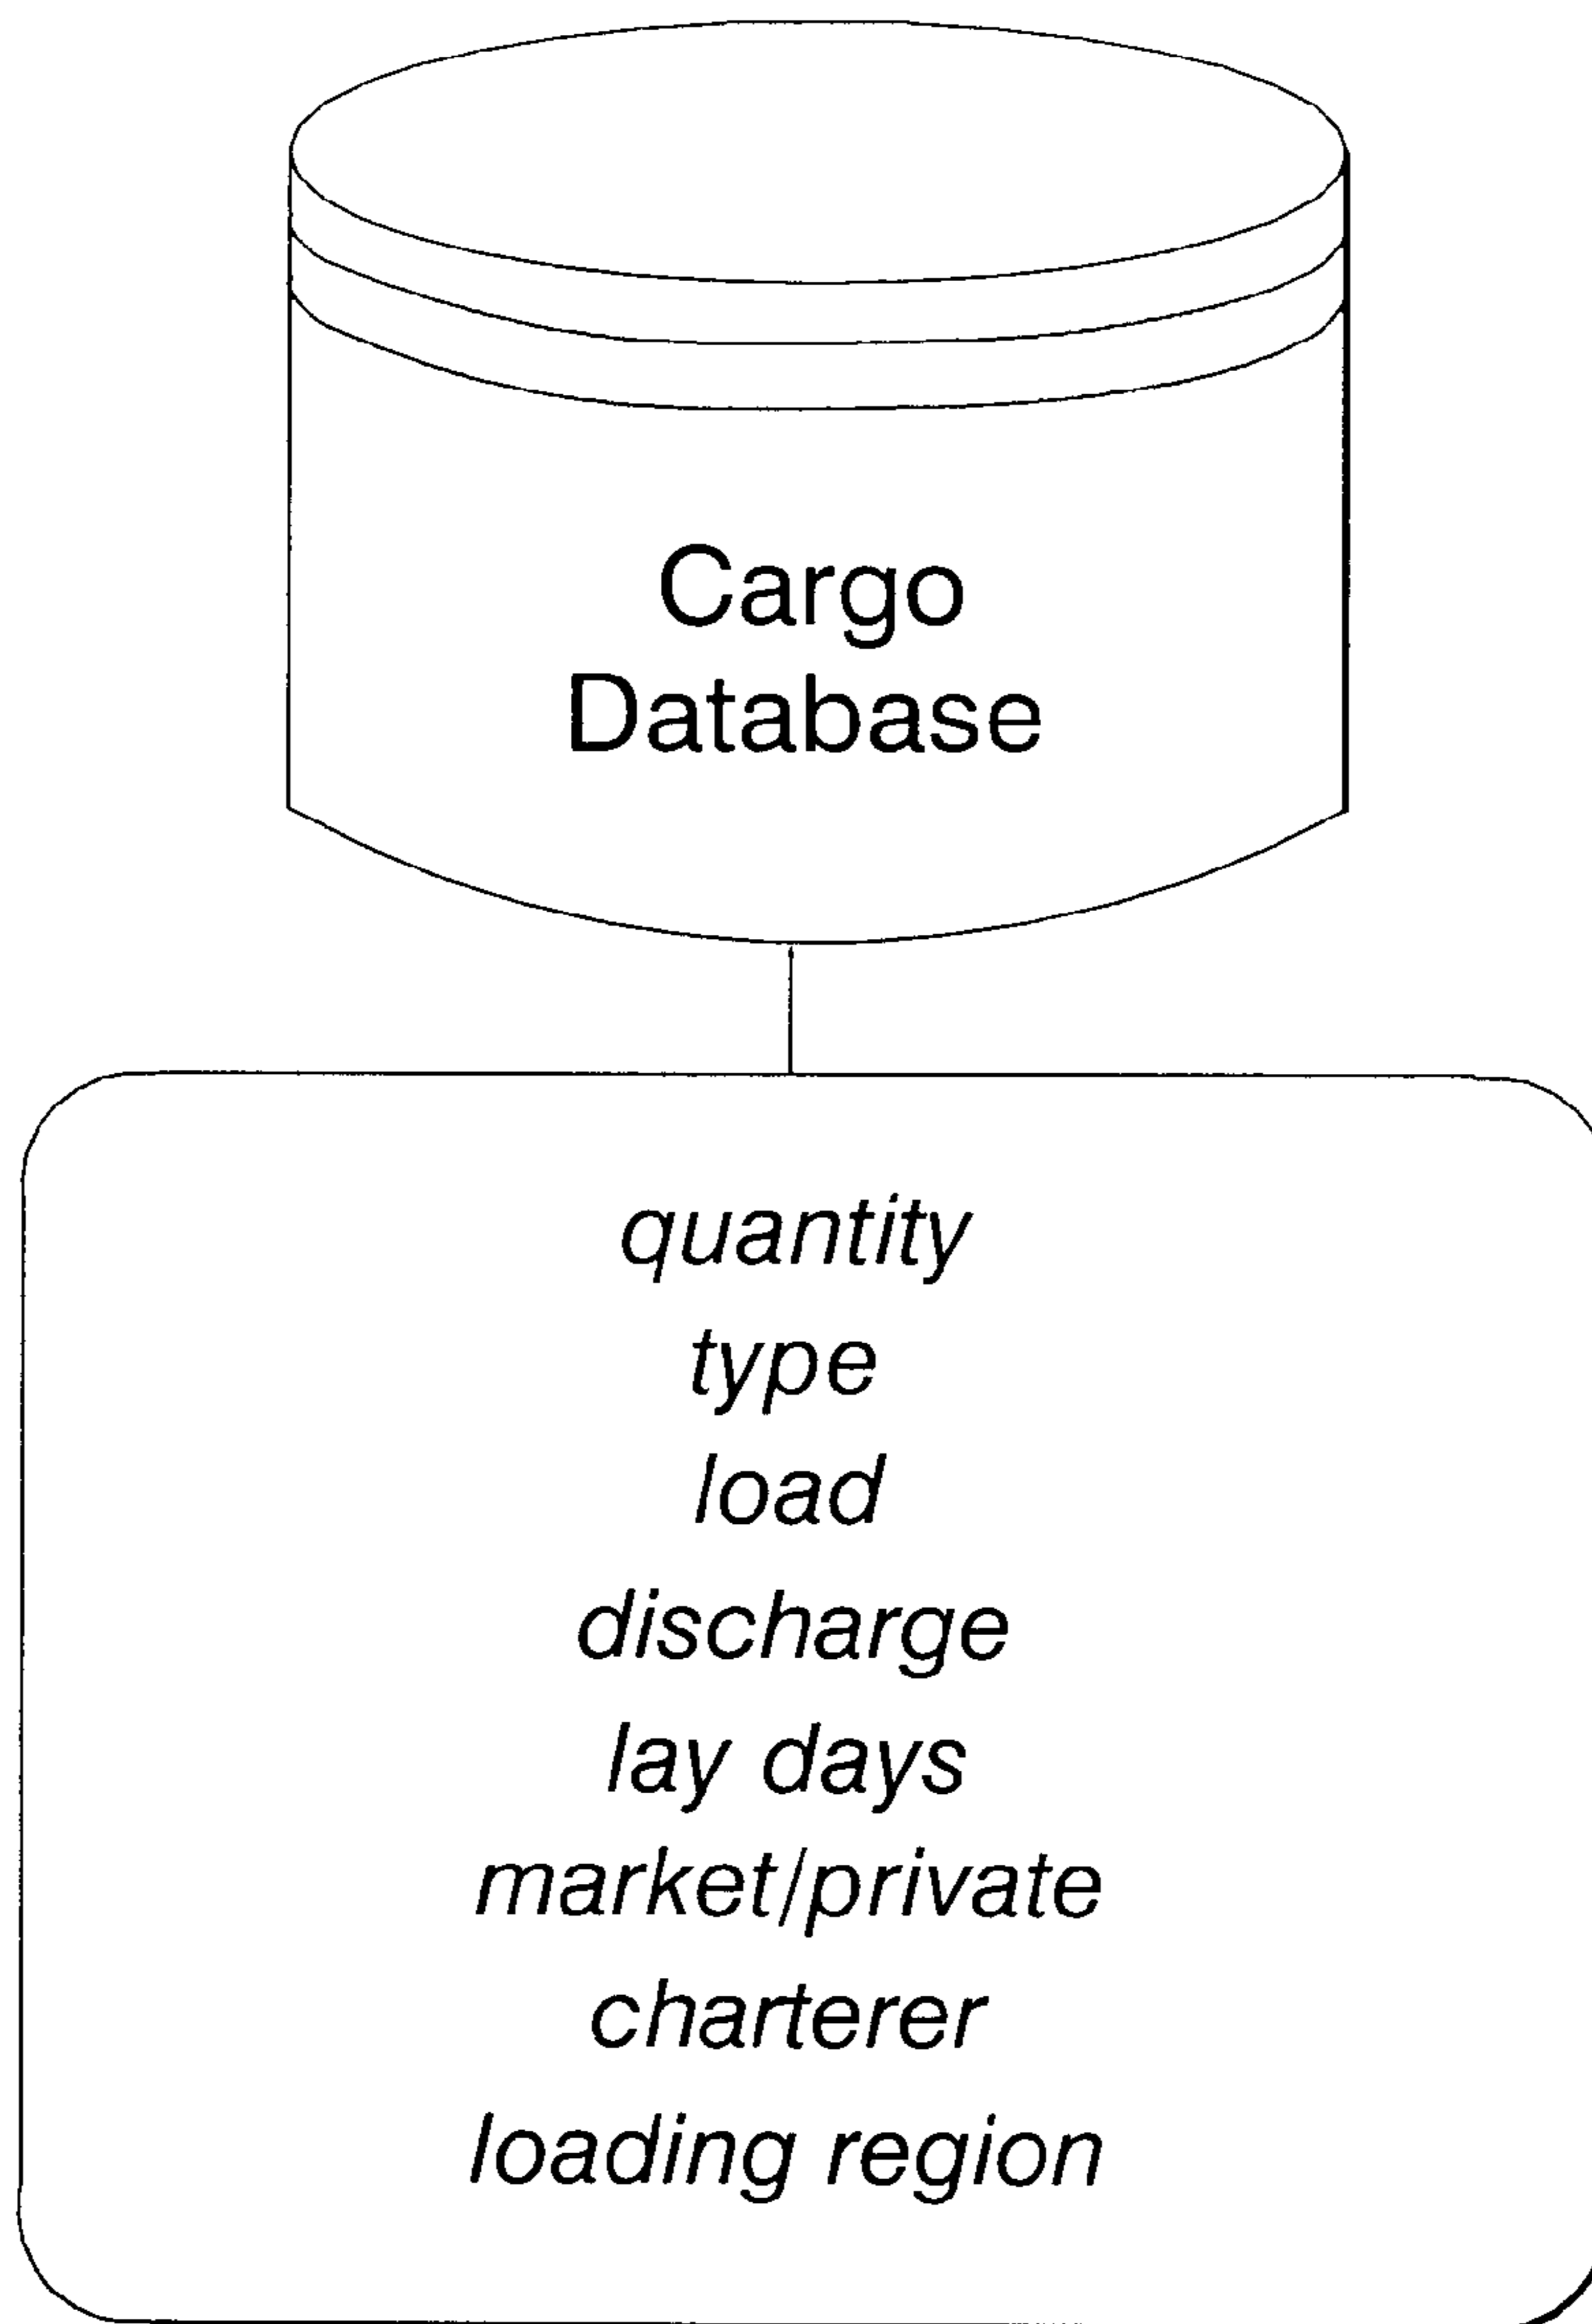 Cargo
Database
quantity
type
load
discharge
lay days
market/private
charterer
loading region